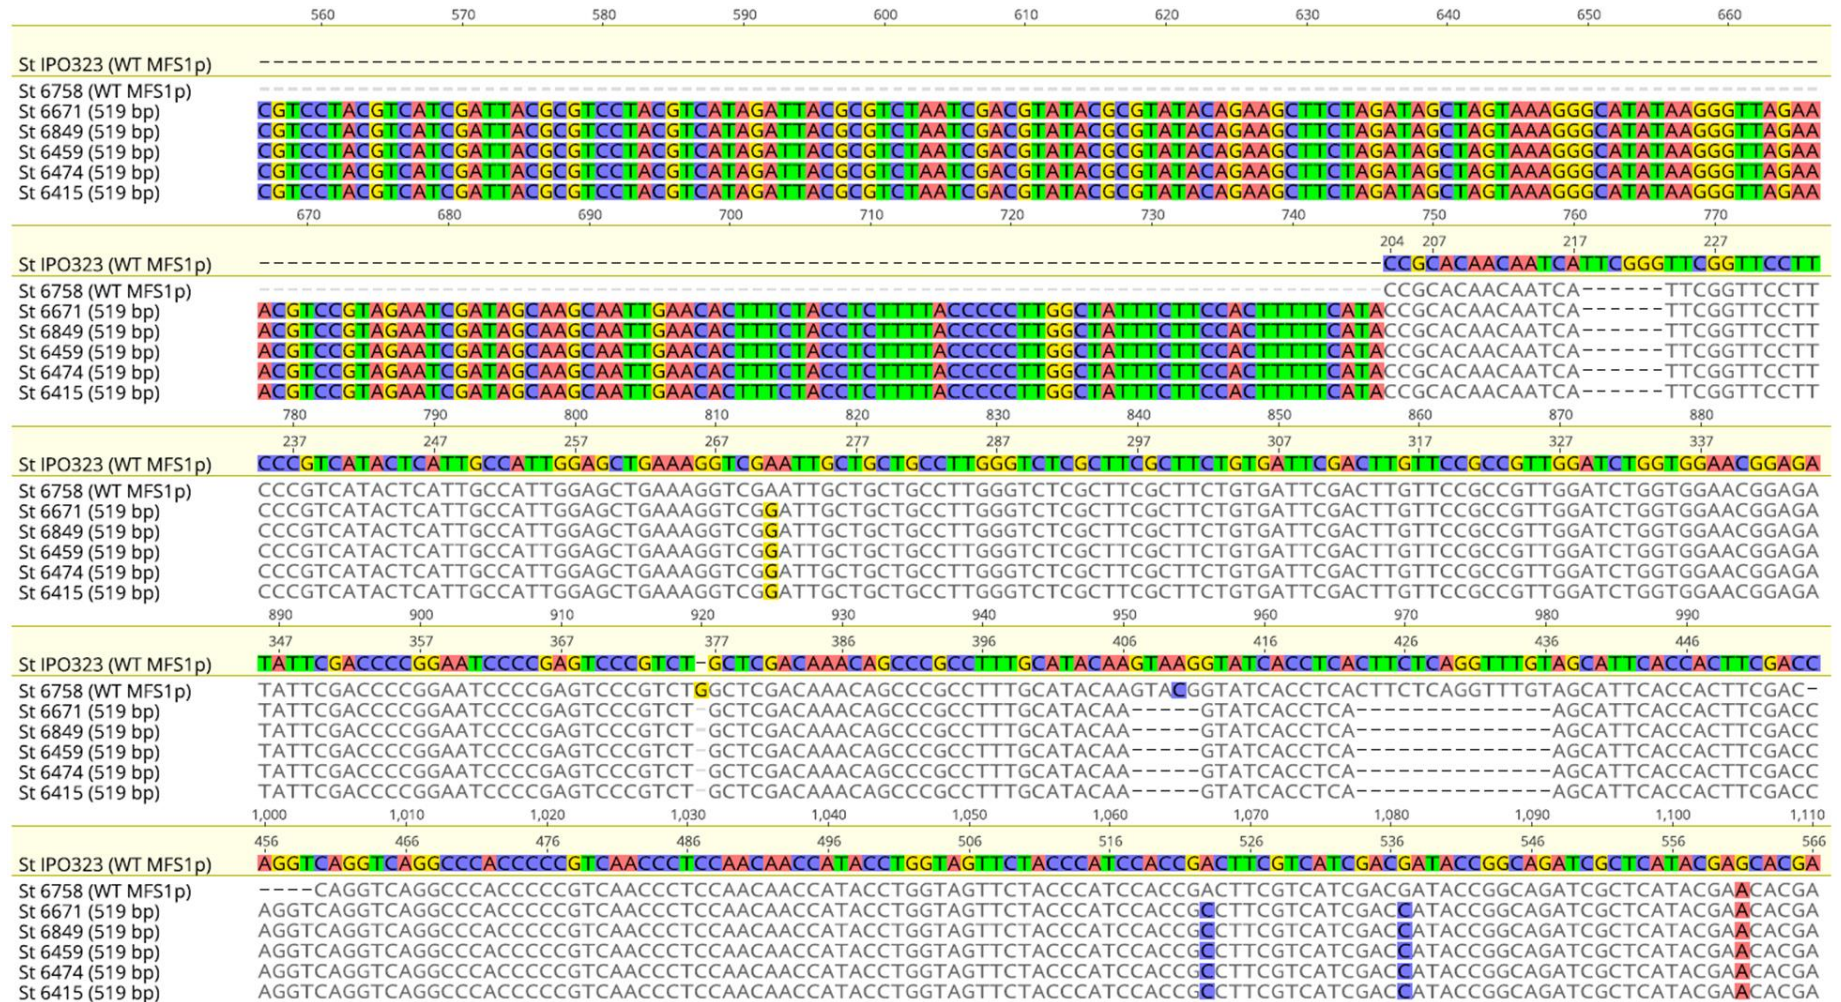 560 570 580 590 600 610 620 630 640 650 660
St IPO323 (WT MFS1p) ---------------------------------------------------------------------------------------------------------------
St 6758 (WT MFS1p) ---------------------------------------------------------------------------------------------------------------
St 6671 (519 bp) CGTCCTACGTCATCGATTACGCGTCCTACGTCATAGATTACGCGTCTAATCGACGTATACGCGTATACAGAAGCTTCTAGATAGCTAGTAAAGGGCATATAAGGGTTAGAA
St 6849 (519 bp) CGTCCTACGTCATCGATTACGCGTCCTACGTCATAGATTACGCGTCTAATCGACGTATACGCGTATACAGAAGCTTCTAGATAGCTAGTAAAGGGCATATAAGGGTTAGAA
St 6459 (519 bp) CGTCCTACGTCATCGATTACGCGTCCTACGTCATAGATTACGCGTCTAATCGACGTATACGCGTATACAGAAGCTTCTAGATAGCTAGTAAAGGGCATATAAGGGTTAGAA
St 6474 (519 bp) CGTCCTACGTCATCGATTACGCGTCCTACGTCATAGATTACGCGTCTAATCGACGTATACGCGTATACAGAAGCTTCTAGATAGCTAGTAAAGGGCATATAAGGGTTAGAA
St 6415 (519 bp) CGTCCTACGTCATCGATTACGCGTCCTACGTCATAGATTACGCGTCTAATCGACGTATACGCGTATACAGAAGCTTCTAGATAGCTAGTAAAGGGCATATAAGGGTTAGAA
670 680 690 700 710 720 730 740 750 760 770
204 207 217 227
St IPO323 (WT MFS1p) --------------------------------------------------------------------------------CCGCACAACAATCATTCGGGTTCGGTTCCTT
St 6758 (WT MFS1p) --------------------------------------------------------------------------------CCGCACAACAATCA------TTCGGTTCCTT
St 6671 (519 bp) ACGTCCGTAGAATCGATAGCAAGCAATTGAACACTTTCTACCTCTTTTACCCCCTTGGCTATTTCTTCCACTTTTTCATACCGCACAACAATCA------TTCGGTTCCTT
St 6849 (519 bp) ACGTCCGTAGAATCGATAGCAAGCAATTGAACACTTTCTACCTCTTTTACCCCCTTGGCTATTTCTTCCACTTTTTCATACCGCACAACAATCA------TTCGGTTCCTT
St 6459 (519 bp) ACGTCCGTAGAATCGATAGCAAGCAATTGAACACTTTCTACCTCTTTTACCCCCTTGGCTATTTCTTCCACTTTTTCATACCGCACAACAATCA------TTCGGTTCCTT
St 6474 (519 bp) ACGTCCGTAGAATCGATAGCAAGCAATTGAACACTTTCTACCTCTTTTACCCCCTTGGCTATTTCTTCCACTTTTTCATACCGCACAACAATCA------TTCGGTTCCTT
St 6415 (519 bp) ACGTCCGTAGAATCGATAGCAAGCAATTGAACACTTTCTACCTCTTTTACCCCCTTGGCTATTTCTTCCACTTTTTCATACCGCACAACAATCA------TTCGGTTCCTT
780 790 800 810 820 830 840 850 860 870 880
237 247 257 267 277 287 297 307 317 327 337
St IPO323 (WT MFS1p) CCCGTCATACTCATTGCCATTGGAGCTGAAAGGTCGAATTGCTGCTGCCTTGGGTCTCGCTTCGCTTCTGTGATTCGACTTGTTCCGCCGTTGGATCTGGTGGAACGGAGA
St 6758 (WT MFS1p) CCCGTCATACTCATTGCCATTGGAGCTGAAAGGTCGAATTGCTGCTGCCTTGGGTCTCGCTTCGCTTCTGTGATTCGACTTGTTCCGCCGTTGGATCTGGTGGAACGGAGA
St 6671 (519 bp) CCCGTCATACTCATTGCCATTGGAGCTGAAAGGTCGGATTGCTGCTGCCTTGGGTCTCGCTTCGCTTCTGTGATTCGACTTGTTCCGCCGTTGGATCTGGTGGAACGGAGA
St 6849 (519 bp) CCCGTCATACTCATTGCCATTGGAGCTGAAAGGTCGGATTGCTGCTGCCTTGGGTCTCGCTTCGCTTCTGTGATTCGACTTGTTCCGCCGTTGGATCTGGTGGAACGGAGA
St 6459 (519 bp) CCCGTCATACTCATTGCCATTGGAGCTGAAAGGTCGGATTGCTGCTGCCTTGGGTCTCGCTTCGCTTCTGTGATTCGACTTGTTCCGCCGTTGGATCTGGTGGAACGGAGA
St 6474 (519 bp) CCCGTCATACTCATTGCCATTGGAGCTGAAAGGTCGGATTGCTGCTGCCTTGGGTCTCGCTTCGCTTCTGTGATTCGACTTGTTCCGCCGTTGGATCTGGTGGAACGGAGA
St 6415 (519 bp) CCCGTCATACTCATTGCCATTGGAGCTGAAAGGTCGGATTGCTGCTGCCTTGGGTCTCGCTTCGCTTCTGTGATTCGACTTGTTCCGCCGTTGGATCTGGTGGAACGGAGA
890 900 910 920 930 940 950 960 970 980 990
347 357 367 377 386 396 406 416 426 436 446
St IPO323 (WT MFS1p) TATTCGACCCCGGAATCCCCGAGTCCCGTCT-GCTCGACAAACAGCCCGCCTTTGCATACAAGTAAGGTATCACCTCACTTCTCAGGTTTGTAGCATTCACCACTTCGACC
St 6758 (WT MFS1p) TATTCGACCCCGGAATCCCCGAGTCCCGTCTGGCTCGACAAACAGCCCGCCTTTGCATACAAGTACGGTATCACCTCACTTCTCAGGTTTGTAGCATTCACCACTTCGAC-
St 6671 (519 bp) TATTCGACCCCGGAATCCCCGAGTCCCGTCT-GCTCGACAAACAGCCCGCCTTTGCATACAA-----GTATCACCTCA--------------AGCATTCACCACTTCGACC
St 6849 (519 bp) TATTCGACCCCGGAATCCCCGAGTCCCGTCT-GCTCGACAAACAGCCCGCCTTTGCATACAA-----GTATCACCTCA--------------AGCATTCACCACTTCGACC
St 6459 (519 bp) TATTCGACCCCGGAATCCCCGAGTCCCGTCT-GCTCGACAAACAGCCCGCCTTTGCATACAA-----GTATCACCTCA--------------AGCATTCACCACTTCGACC
St 6474 (519 bp) TATTCGACCCCGGAATCCCCGAGTCCCGTCT-GCTCGACAAACAGCCCGCCTTTGCATACAA-----GTATCACCTCA--------------AGCATTCACCACTTCGACC
St 6415 (519 bp) TATTCGACCCCGGAATCCCCGAGTCCCGTCT-GCTCGACAAACAGCCCGCCTTTGCATACAA-----GTATCACCTCA--------------AGCATTCACCACTTCGACC
1,000 1,010 1,020 1,030 1,040 1,050 1,060 1,070 1,080 1,090 1,100 1,110
456 466 476 486 496 506 516 526 536 546 556 566
St IPO323 (WT MFS1p) AGGTCAGGTCAGGCCCACCCCCGTCAACCCTCCAACAACCATACCTGGTAGTTCTACCCATCCACCGACTTCGTCATCGACGATACCGGCAGATCGCTCATACGAGCACGA
St 6758 (WT MFS1p) ----CAGGTCAGGCCCACCCCCGTCAACCCTCCAACAACCATACCTGGTAGTTCTACCCATCCACCGACTTCGTCATCGACGATACCGGCAGATCGCTCATACGAACACGA
St 6671 (519 bp) AGGTCAGGTCAGGCCCACCCCCGTCAACCCTCCAACAACCATACCTGGTAGTTCTACCCATCCACCGCCTTCGTCATCGACCATACCGGCAGATCGCTCATACGAACACGA
St 6849 (519 bp) AGGTCAGGTCAGGCCCACCCCCGTCAACCCTCCAACAACCATACCTGGTAGTTCTACCCATCCACCGCCTTCGTCATCGACCATACCGGCAGATCGCTCATACGAACACGA
St 6459 (519 bp) AGGTCAGGTCAGGCCCACCCCCGTCAACCCTCCAACAACCATACCTGGTAGTTCTACCCATCCACCGCCTTCGTCATCGACCATACCGGCAGATCGCTCATACGAACACGA
St 6474 (519 bp) AGGTCAGGTCAGGCCCACCCCCGTCAACCCTCCAACAACCATACCTGGTAGTTCTACCCATCCACCGCCTTCGTCATCGACCATACCGGCAGATCGCTCATACGAACACGA
St 6415 (519 bp) AGGTCAGGTCAGGCCCACCCCCGTCAACCCTCCAACAACCATACCTGGTAGTTCTACCCATCCACCGCCTTCGTCATCGACCATACCGGCAGATCGCTCATACGAACACGA